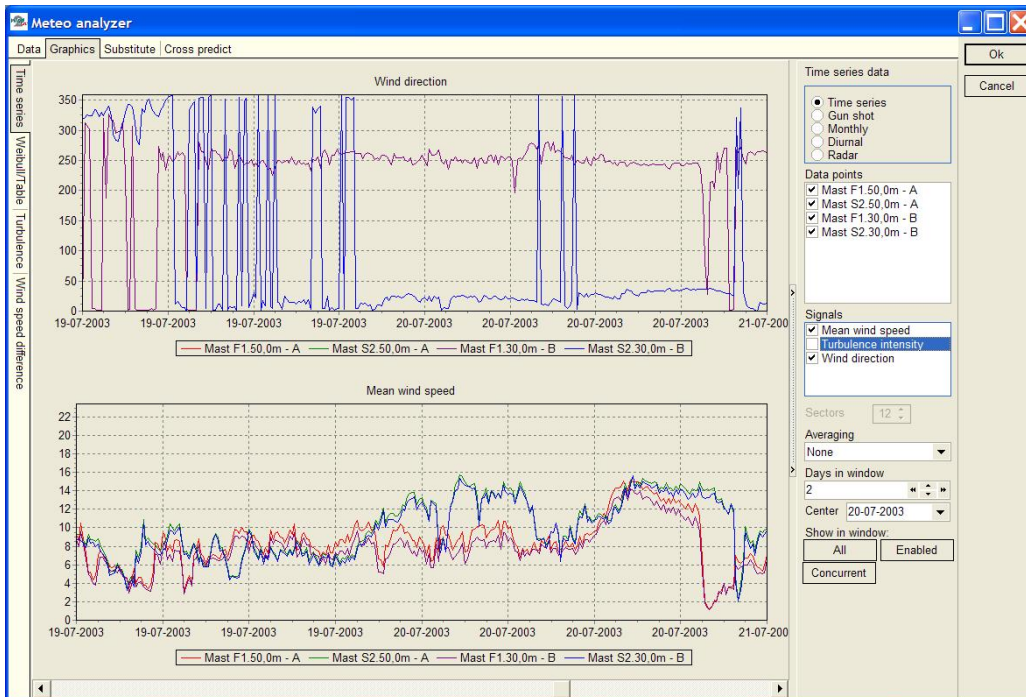 Meteo analyzer
Data Graphics Substitute Cross predict
Time series
Weibull/Table
Turbulence
Wind speed difference
Wind direction
350
300
250
200
150
100
50
0
19-07-2003 19-07-2003 19-07-2003 19-07-2003 20-07-2003 20-07-2003 20-07-2003 20-07-2003 21-07-200
Mast F1.50,0m - A Mast S2.50,0m - A Mast F1.30,0m - B Mast S2.30,0m - B
Mean wind speed
22
20
18
16
14
12
10
8
6
4
2
0
19-07-2003 19-07-2003 19-07-2003 19-07-2003 20-07-2003 20-07-2003 20-07-2003 20-07-2003 21-07-200
Mast F1.50,0m - A Mast S2.50,0m - A Mast F1.30,0m - B Mast S2.30,0m - B
Time series data
Time series
Gun shot
Monthly
Diurnal
Radar
Data points
Mast F1.50,0m - A
Mast S2.50,0m - A
Mast F1.30,0m - B
Mast S2.30,0m - B
Signals
Mean wind speed
Turbulence intensity
Wind direction
Sectors 12
Averaging
None
Days in window
2
Center 20-07-2003
Show in window:
All Enabled
Concurrent
Ok
Cancel